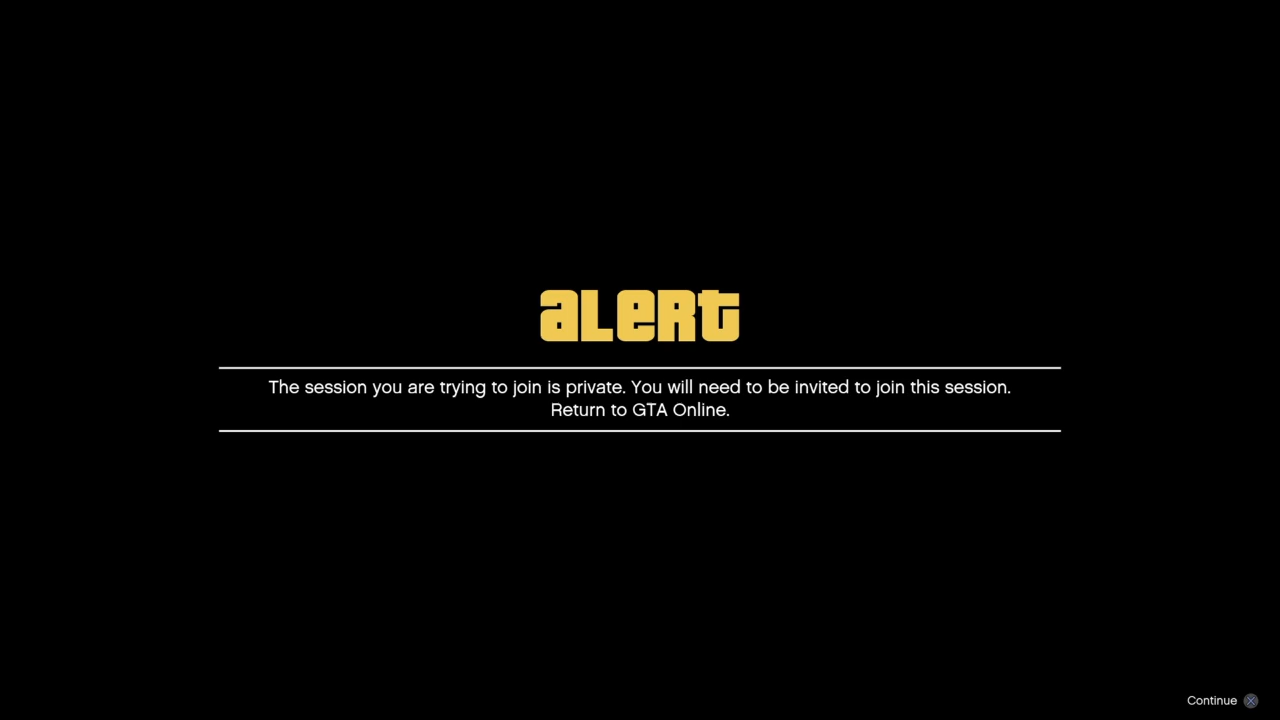 aLeRt
The session you are trying to join is private. You will need to be invited to join this session.
Return to GTA Online.
Continue